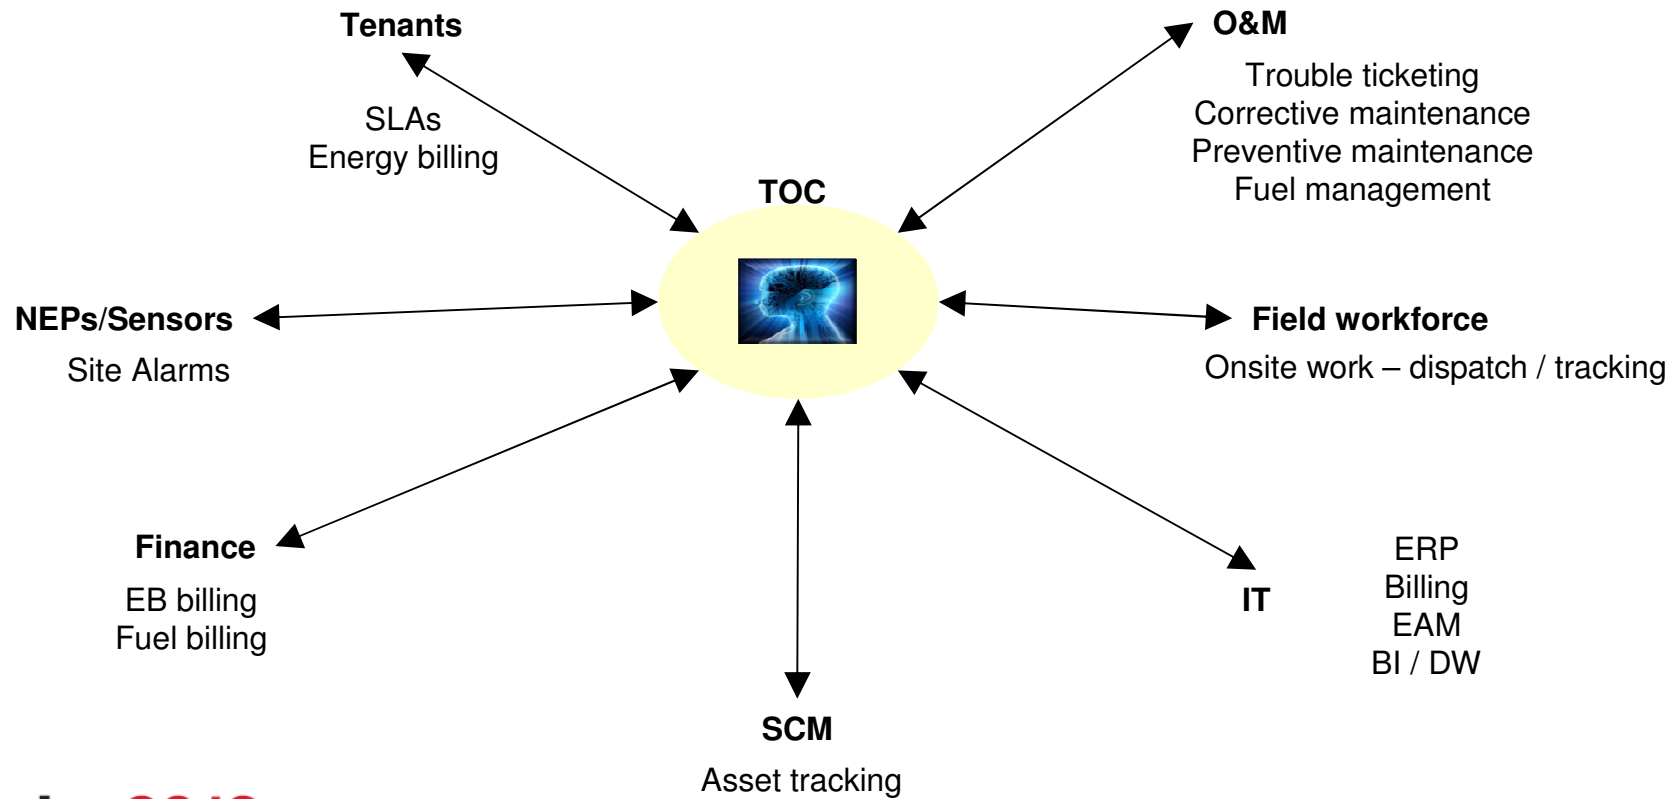 Tenants
SLAs
Energy billing
O&M
Trouble ticketing
Corrective maintenance
Preventive maintenance
Fuel management
TOC
NEPs/Sensors
Site Alarms
Field workforce
Onsite work – dispatch / tracking
Finance
EB billing
Fuel billing
IT
ERP
Billing
EAM
BI / DW
SCM
Asset tracking